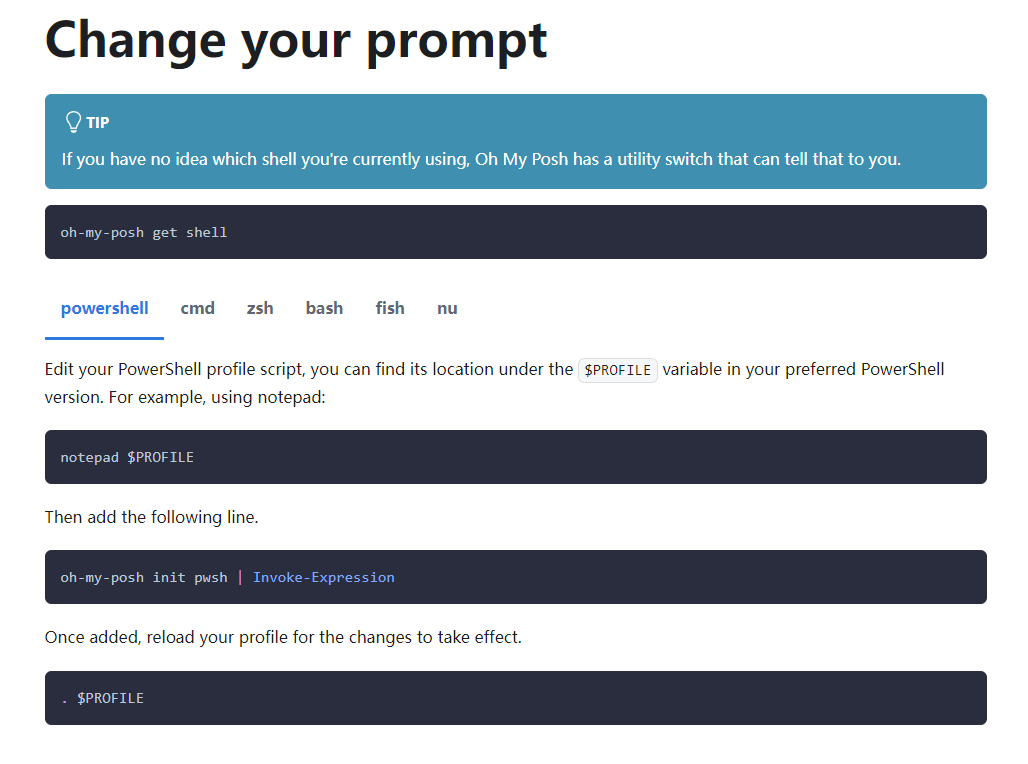 Change your prompt
TIP
If you have no idea which shell you're currently using, Oh My Posh has a utility switch that can tell that to you.
oh-my-posh get shell
powershell cmd zsh bash fish nu
Edit your PowerShell profile script, you can find its location under the $PROFILE variable in your preferred PowerShell
version. For example, using notepad:
notepad $PROFILE
Then add the following line.
oh-my-posh init pwsh | Invoke-Expression
Once added, reload your profile for the changes to take effect.
. $PROFILE